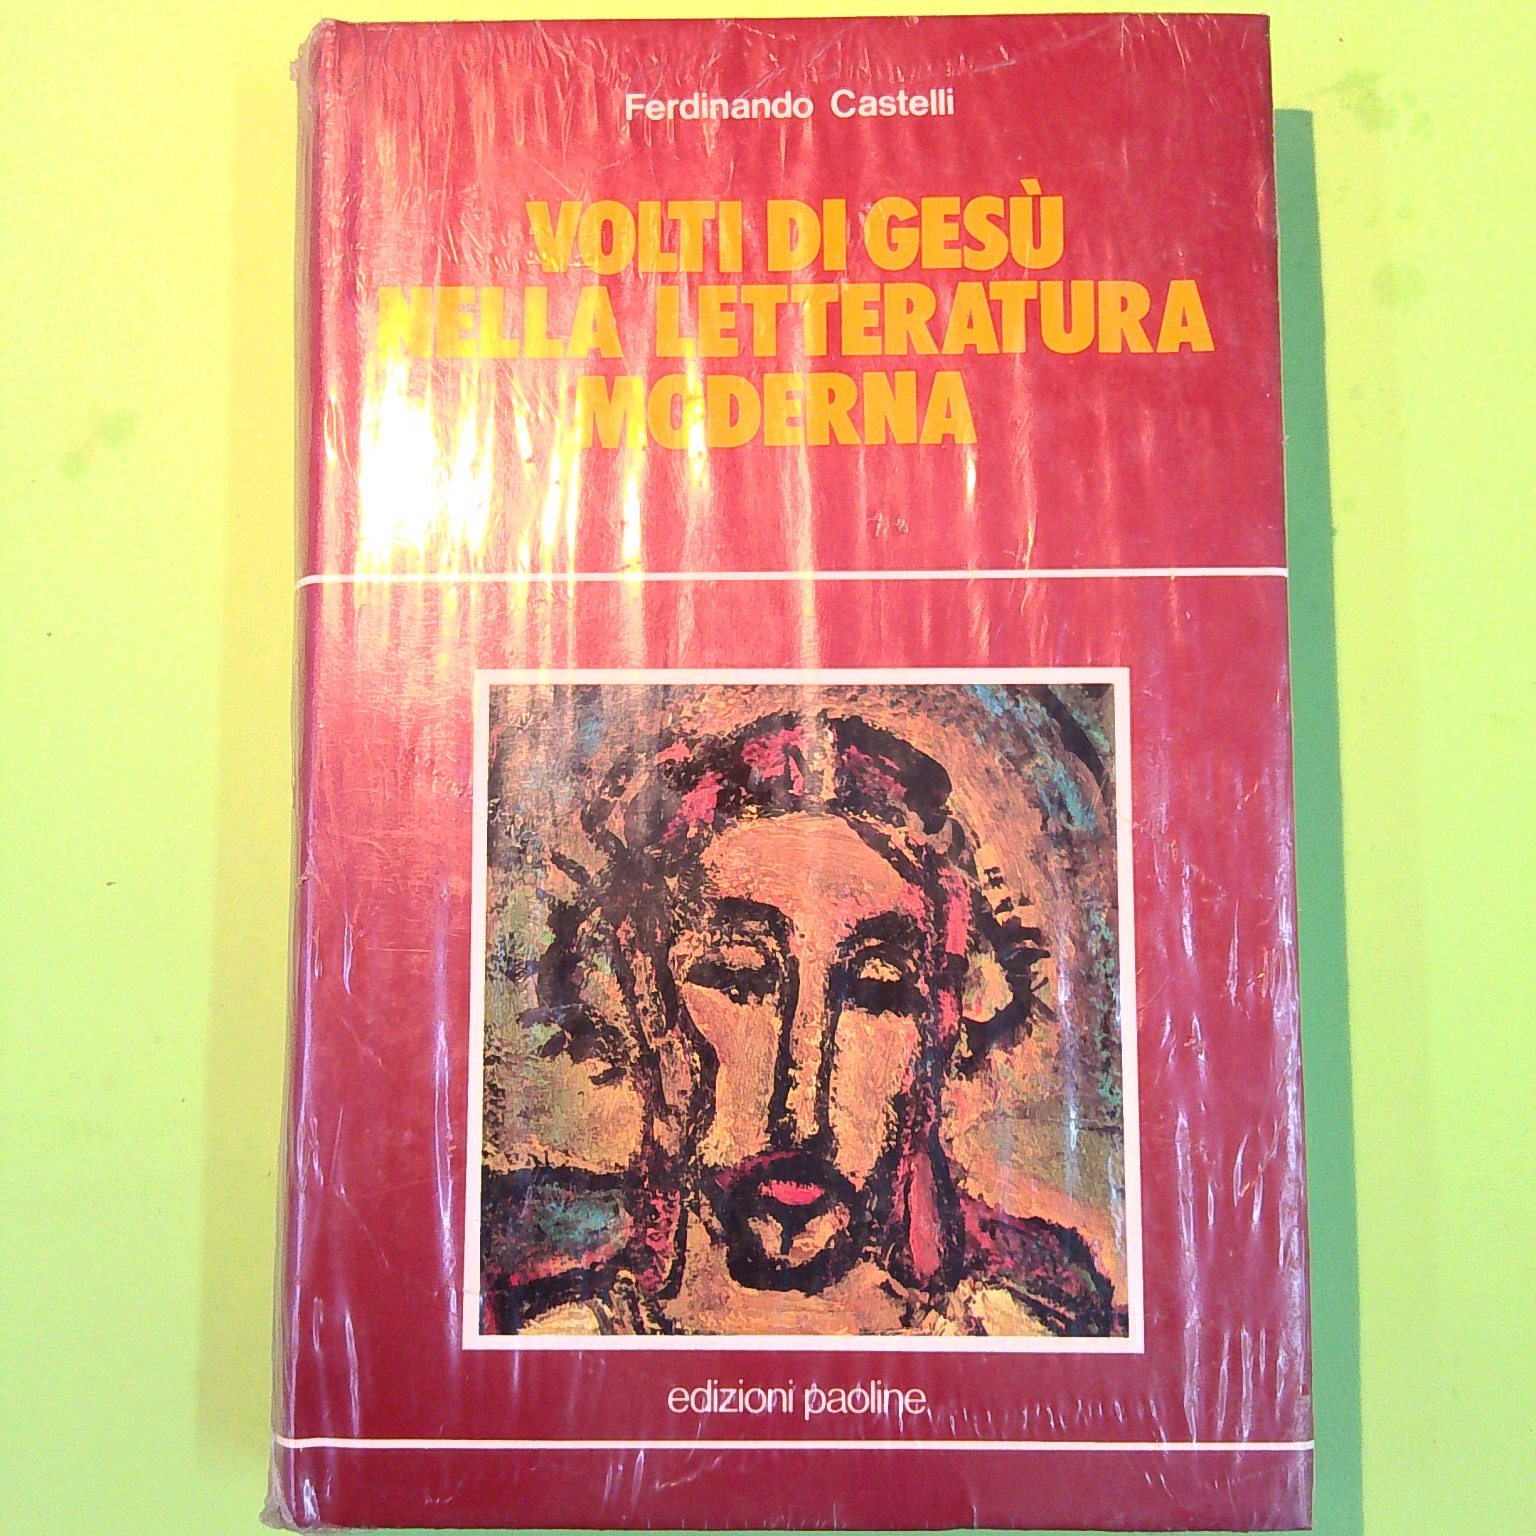 Ferdinando Castelli
VOLTI DI GESÙ
NELLA LETTERATURA
MODERNA
edizioni paoline